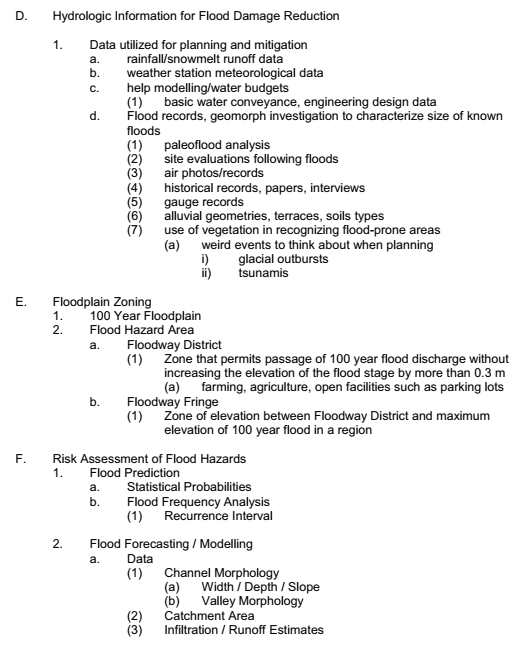 D. Hydrologic Information for Flood Damage Reduction
1. Data utilized for planning and mitigation
a. rainfall/snowmelt runoff data
b. weather station meteorological data
c. help modelling/water budgets
(1) basic water conveyance, engineering design data
d. Flood records, geomorph investigation to characterize size of known
floods
(1) paleoflood analysis
(2) site evaluations following floods
(3) air photos/records
(4) historical records, papers, interviews
(5) gauge records
(6) alluvial geometries, terraces, soils types
(7) use of vegetation in recognizing flood-prone areas
(a) weird events to think about when planning
i) glacial outbursts
ii) tsunamis
E. Floodplain Zoning
1. 100 Year Floodplain
2. Flood Hazard Area
a. Floodway District
(1) Zone that permits passage of 100 year flood discharge without
increasing the elevation of the flood stage by more than 0.3 m
(a) farming, agriculture, open facilities such as parking lots
b. Floodway Fringe
(1) Zone of elevation between Floodway District and maximum
elevation of 100 year flood in a region
F. Risk Assessment of Flood Hazards
1. Flood Prediction
a. Statistical Probabilities
b. Flood Frequency Analysis
(1) Recurrence Interval
2. Flood Forecasting / Modelling
a. Data
(1) Channel Morphology
(a) Width / Depth / Slope
(b) Valley Morphology
(2) Catchment Area
(3) Infiltration / Runoff Estimates